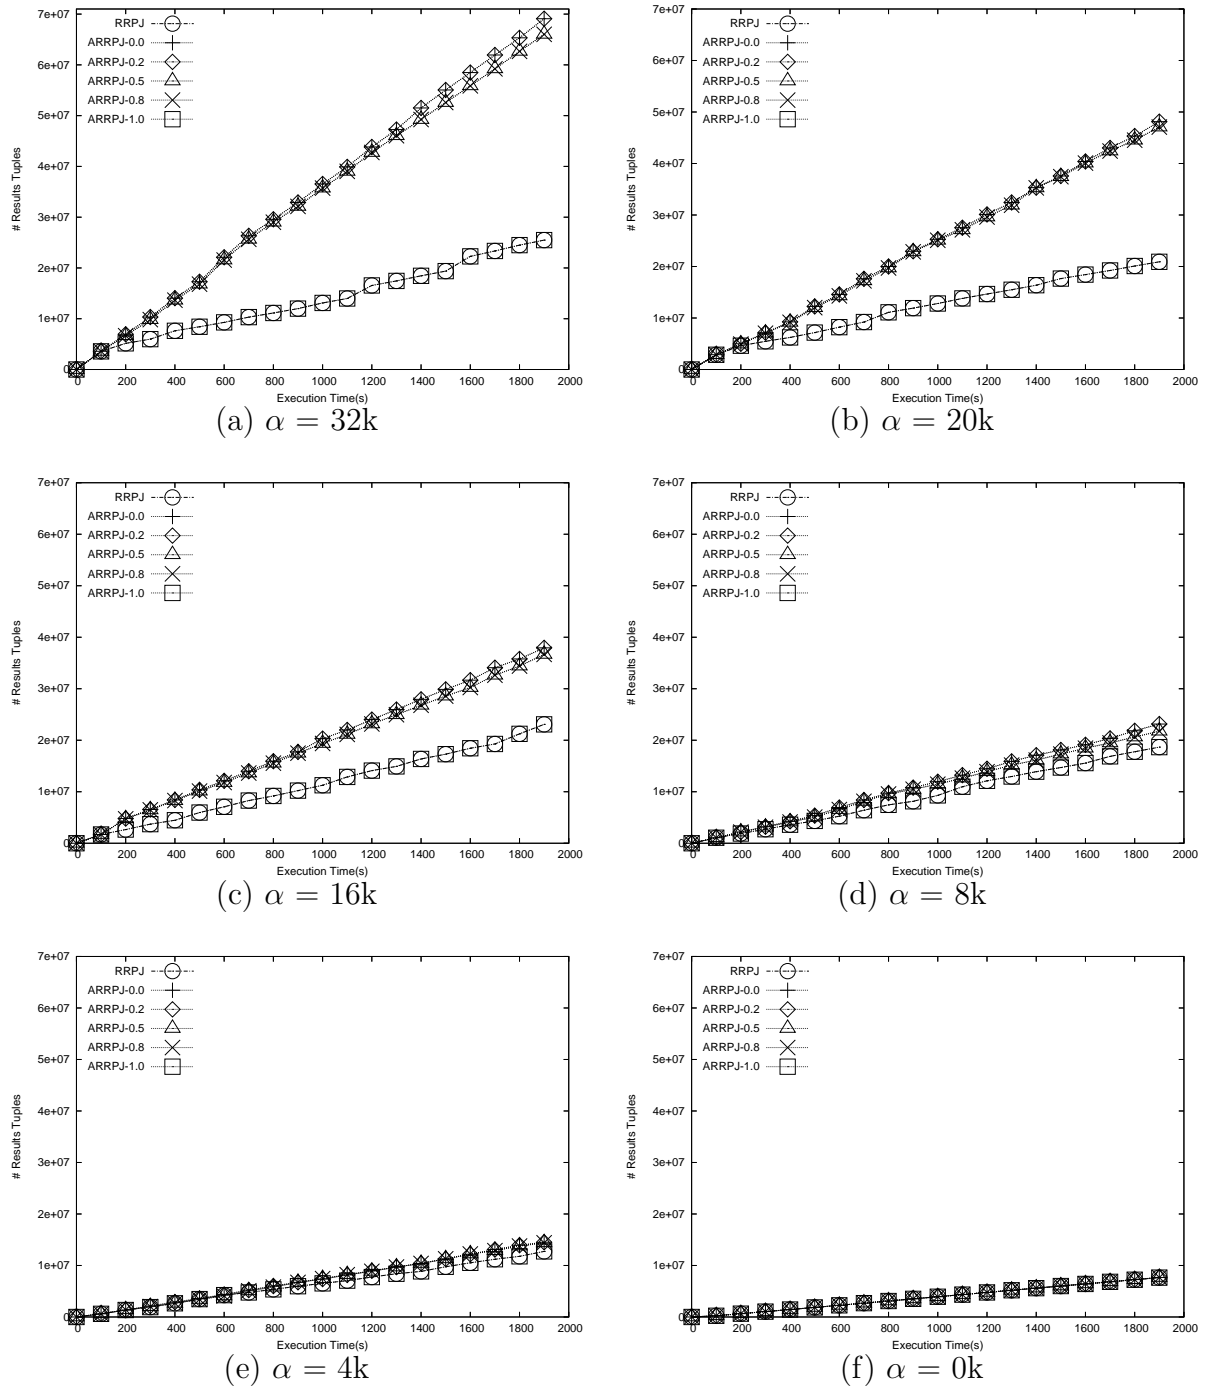 7e+07
6e+07
5e+07
4e+07
3e+07
2e+07
1e+07
0
# Results Tuples
RRPJ
ARRPJ-0.0
ARRPJ-0.2
ARRPJ-0.5
ARRPJ-0.8
ARRPJ-1.0
0 200 400 600 800 1000 1200 1400 1600 1800 2000
Execution Time(s)
(a) α = 32k
7e+07
6e+07
5e+07
4e+07
3e+07
2e+07
1e+07
0
# Results Tuples
RRPJ
ARRPJ-0.0
ARRPJ-0.2
ARRPJ-0.5
ARRPJ-0.8
ARRPJ-1.0
0 200 400 600 800 1000 1200 1400 1600 1800 2000
Execution Time(s)
(b) α = 20k
7e+07
6e+07
5e+07
4e+07
3e+07
2e+07
1e+07
0
# Results Tuples
RRPJ
ARRPJ-0.0
ARRPJ-0.2
ARRPJ-0.5
ARRPJ-0.8
ARRPJ-1.0
0 200 400 600 800 1000 1200 1400 1600 1800 2000
Execution Time(s)
(c) α = 16k
7e+07
6e+07
5e+07
4e+07
3e+07
2e+07
1e+07
0
# Results Tuples
RRPJ
ARRPJ-0.0
ARRPJ-0.2
ARRPJ-0.5
ARRPJ-0.8
ARRPJ-1.0
0 200 400 600 800 1000 1200 1400 1600 1800 2000
Execution Time(s)
(d) α = 8k
7e+07
6e+07
5e+07
4e+07
3e+07
2e+07
1e+07
0
# Results Tuples
RRPJ
ARRPJ-0.0
ARRPJ-0.2
ARRPJ-0.5
ARRPJ-0.8
ARRPJ-1.0
0 200 400 600 800 1000 1200 1400 1600 1800 2000
Execution Time(s)
(e) α = 4k
7e+07
6e+07
5e+07
4e+07
3e+07
2e+07
1e+07
0
# Results Tuples
RRPJ
ARRPJ-0.0
ARRPJ-0.2
ARRPJ-0.5
ARRPJ-0.8
ARRPJ-1.0
0 200 400 600 800 1000 1200 1400 1600 1800 2000
Execution Time(s)
(f) α = 0k